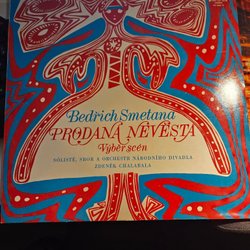 Bedřich Smetana
PRODANÁ NEVĚSTA
Výběr scén
SÓLISTÉ, SBOR A ORCHESTR NÁRODNÍHO DIVADLA
ZDENĚK CHALABALA